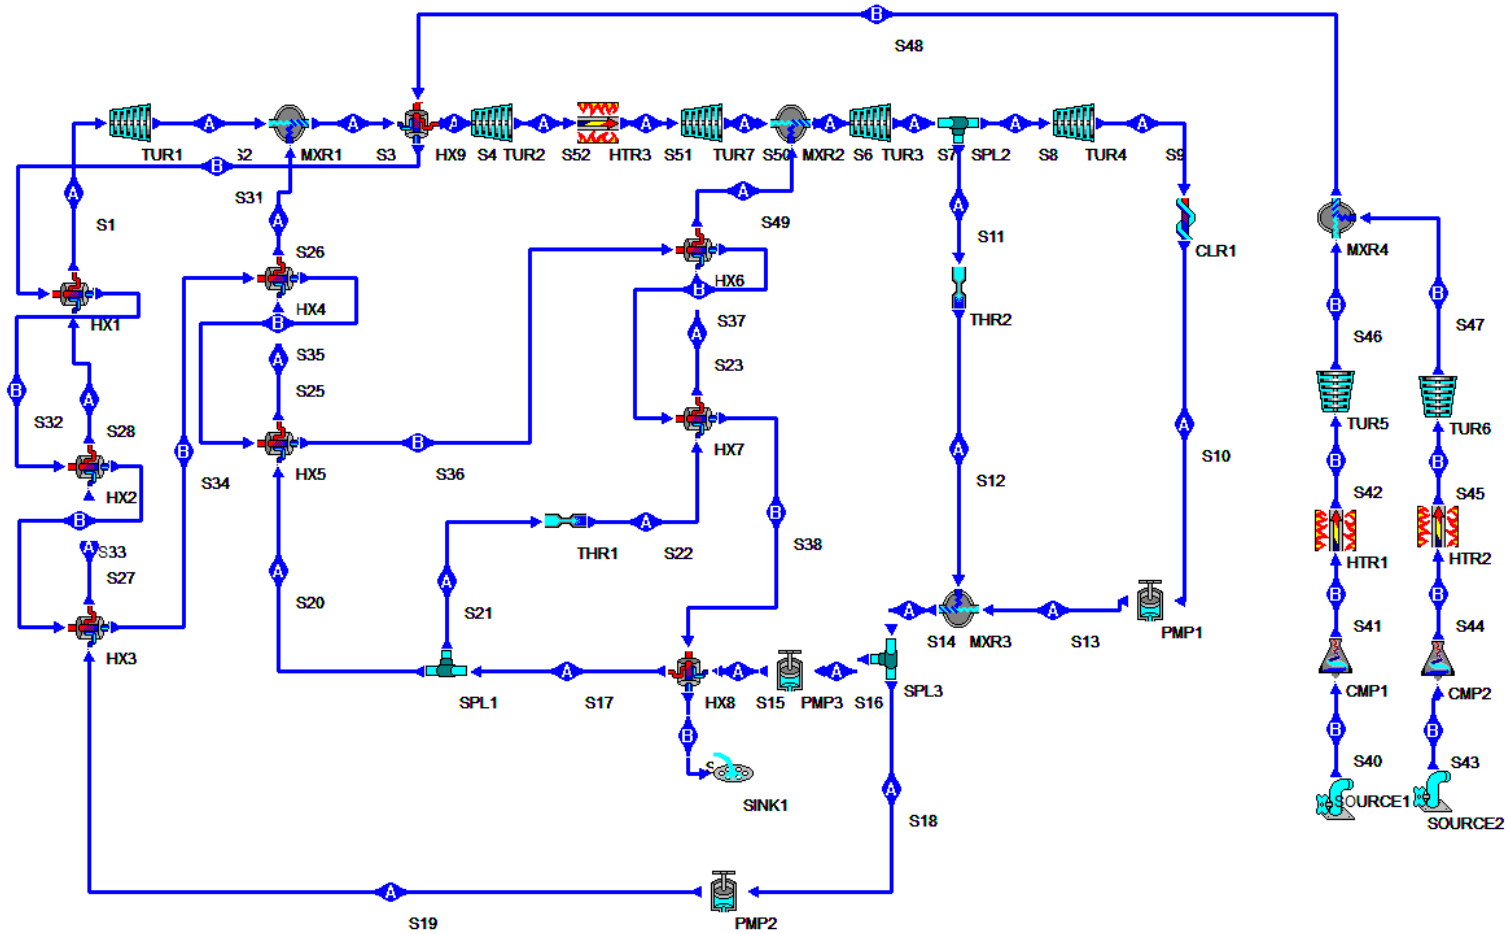 B
S48
A A A A A A A A A A
TUR1 S2 MXR1 S3 HX9 S4 TUR2 S52 HTR3 S51 TUR7 S50 MXR2 S6 TUR3 S7 SPL2 S8 TUR4 S9
B
A S31 A A A
S1 S49 S11
S26 CLR1 MXR4
HX4 HX6
HX1 B B B B
S37 THR2 S47
A A S46
S35
B S32 A S25 S23
S28 A B B HX7 A TUR5 TUR6
S34 HX5 S36 S10
HX2 A B B
S12 S42 S45
B A B
A S33 THR1 S22 S38
S27 HTR1 HTR2
A A B B
S20 S21 A A
S14 MXR3 S13 PMP1 S41 S44
HX3
A A A
SPL1 S17 HX8 S15 PMP3 S16 SPL3 CMP1 CMP2
B B B
S S40 S43
SINK1 A SOURCE1
S18 SOURCE2
A
S19 PMP2